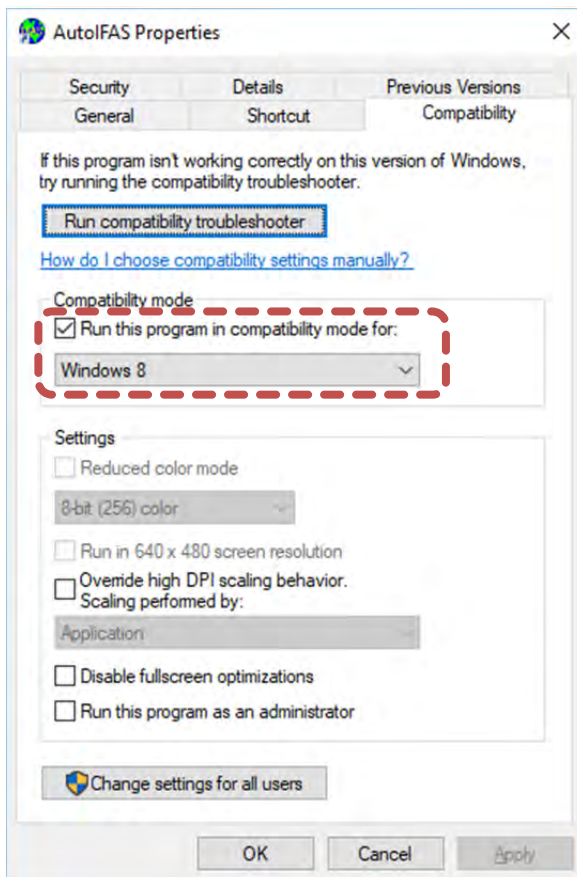 AutoIFAS Properties
Security Details Previous Versions
General Shortcut Compatibility
If this program isn't working correctly on this version of Windows,
try running the compatibility troubleshooter.
Run compatibility troubleshooter
How do I choose compatibility settings manually?
Compatibility mode
Run this program in compatibility mode for:
Windows 8
Settings
Reduced color mode
8-bit (256) color
Run in 640 x 480 screen resolution
Override high DPI scaling behavior.
Scaling performed by:
Application
Disable fullscreen optimizations
Run this program as an administrator
Change settings for all users
OK Cancel Apply